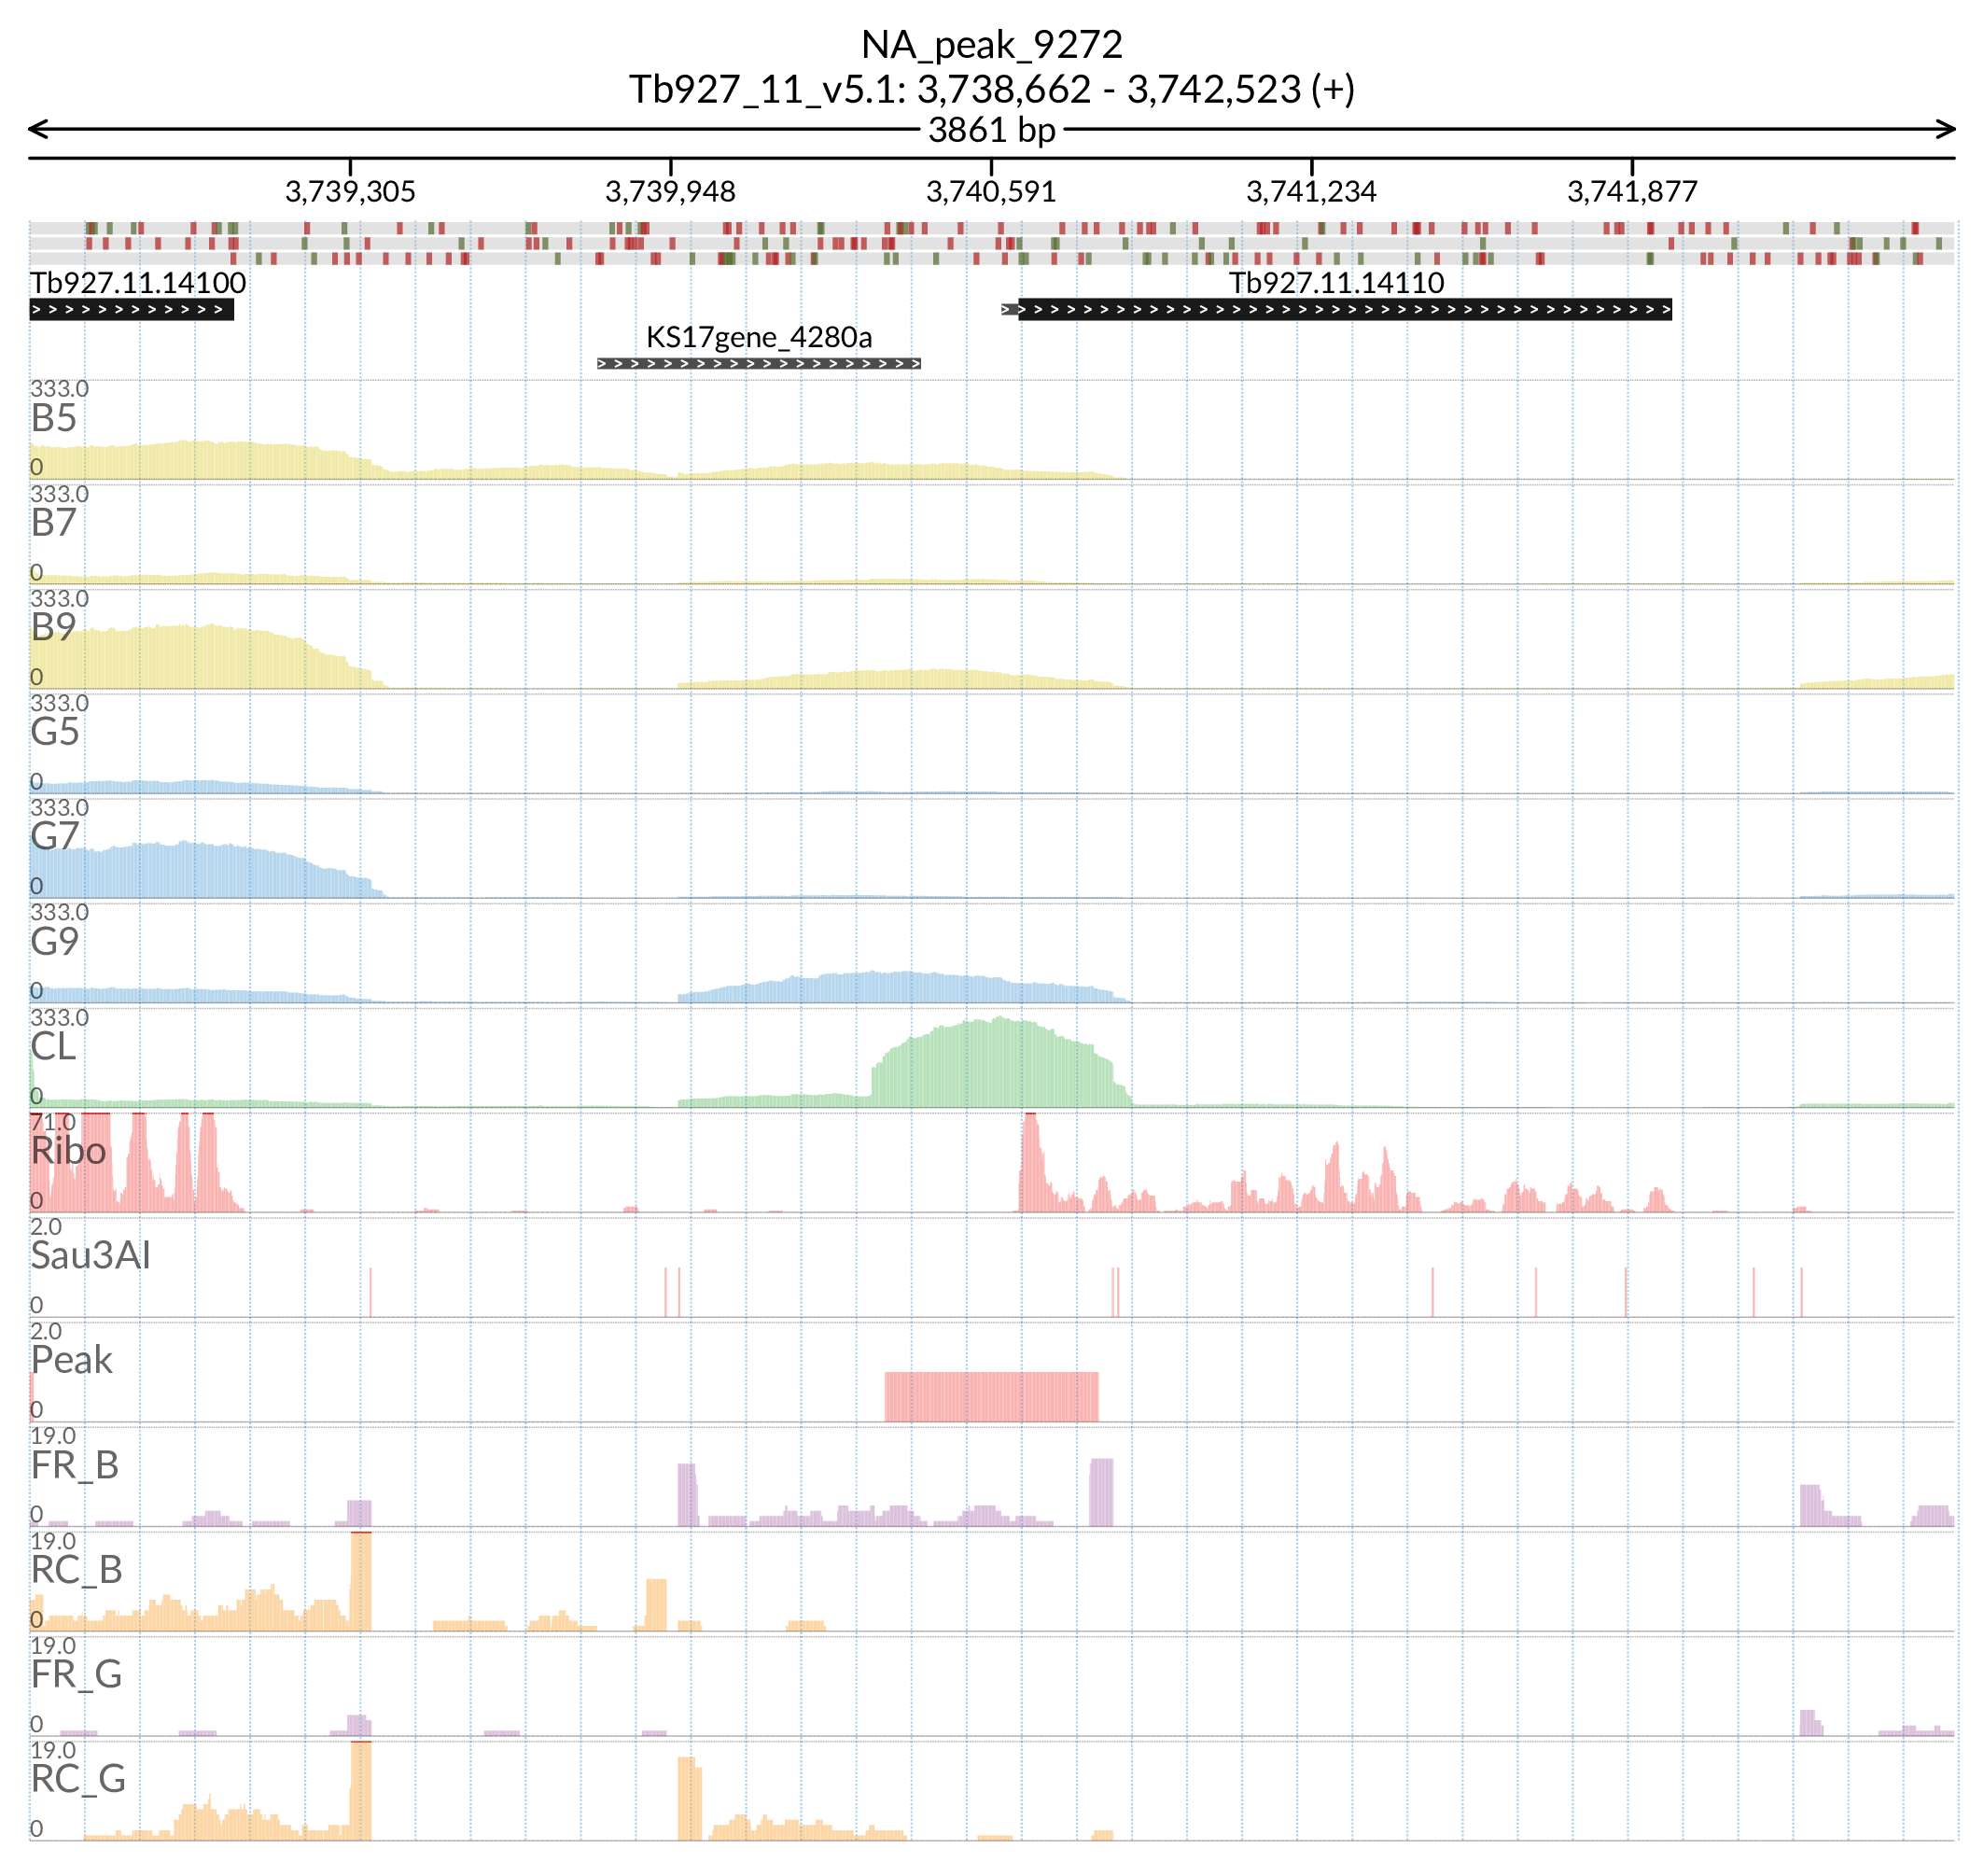 NA_peak_9272
Tb927_11_v5.1: 3,738,662 - 3,742,523 (+)
3861 bp
3,739,305 3,739,948 3,740,591 3,741,234 3,741,877
Tb927.11.14100 Tb927.11.14110
KS17gene_4280a
333.0
B5
0
333.0
B7
0
333.0
B9
0
333.0
G5
0
333.0
G7
0
333.0
G9
0
333.0
CL
0
71.0
Ribo
0
2.0
Sau3AI
0
2.0
Peak
0
19.0
FR_B
0
19.0
RC_B
0
19.0
FR_G
0
19.0
RC_G
0